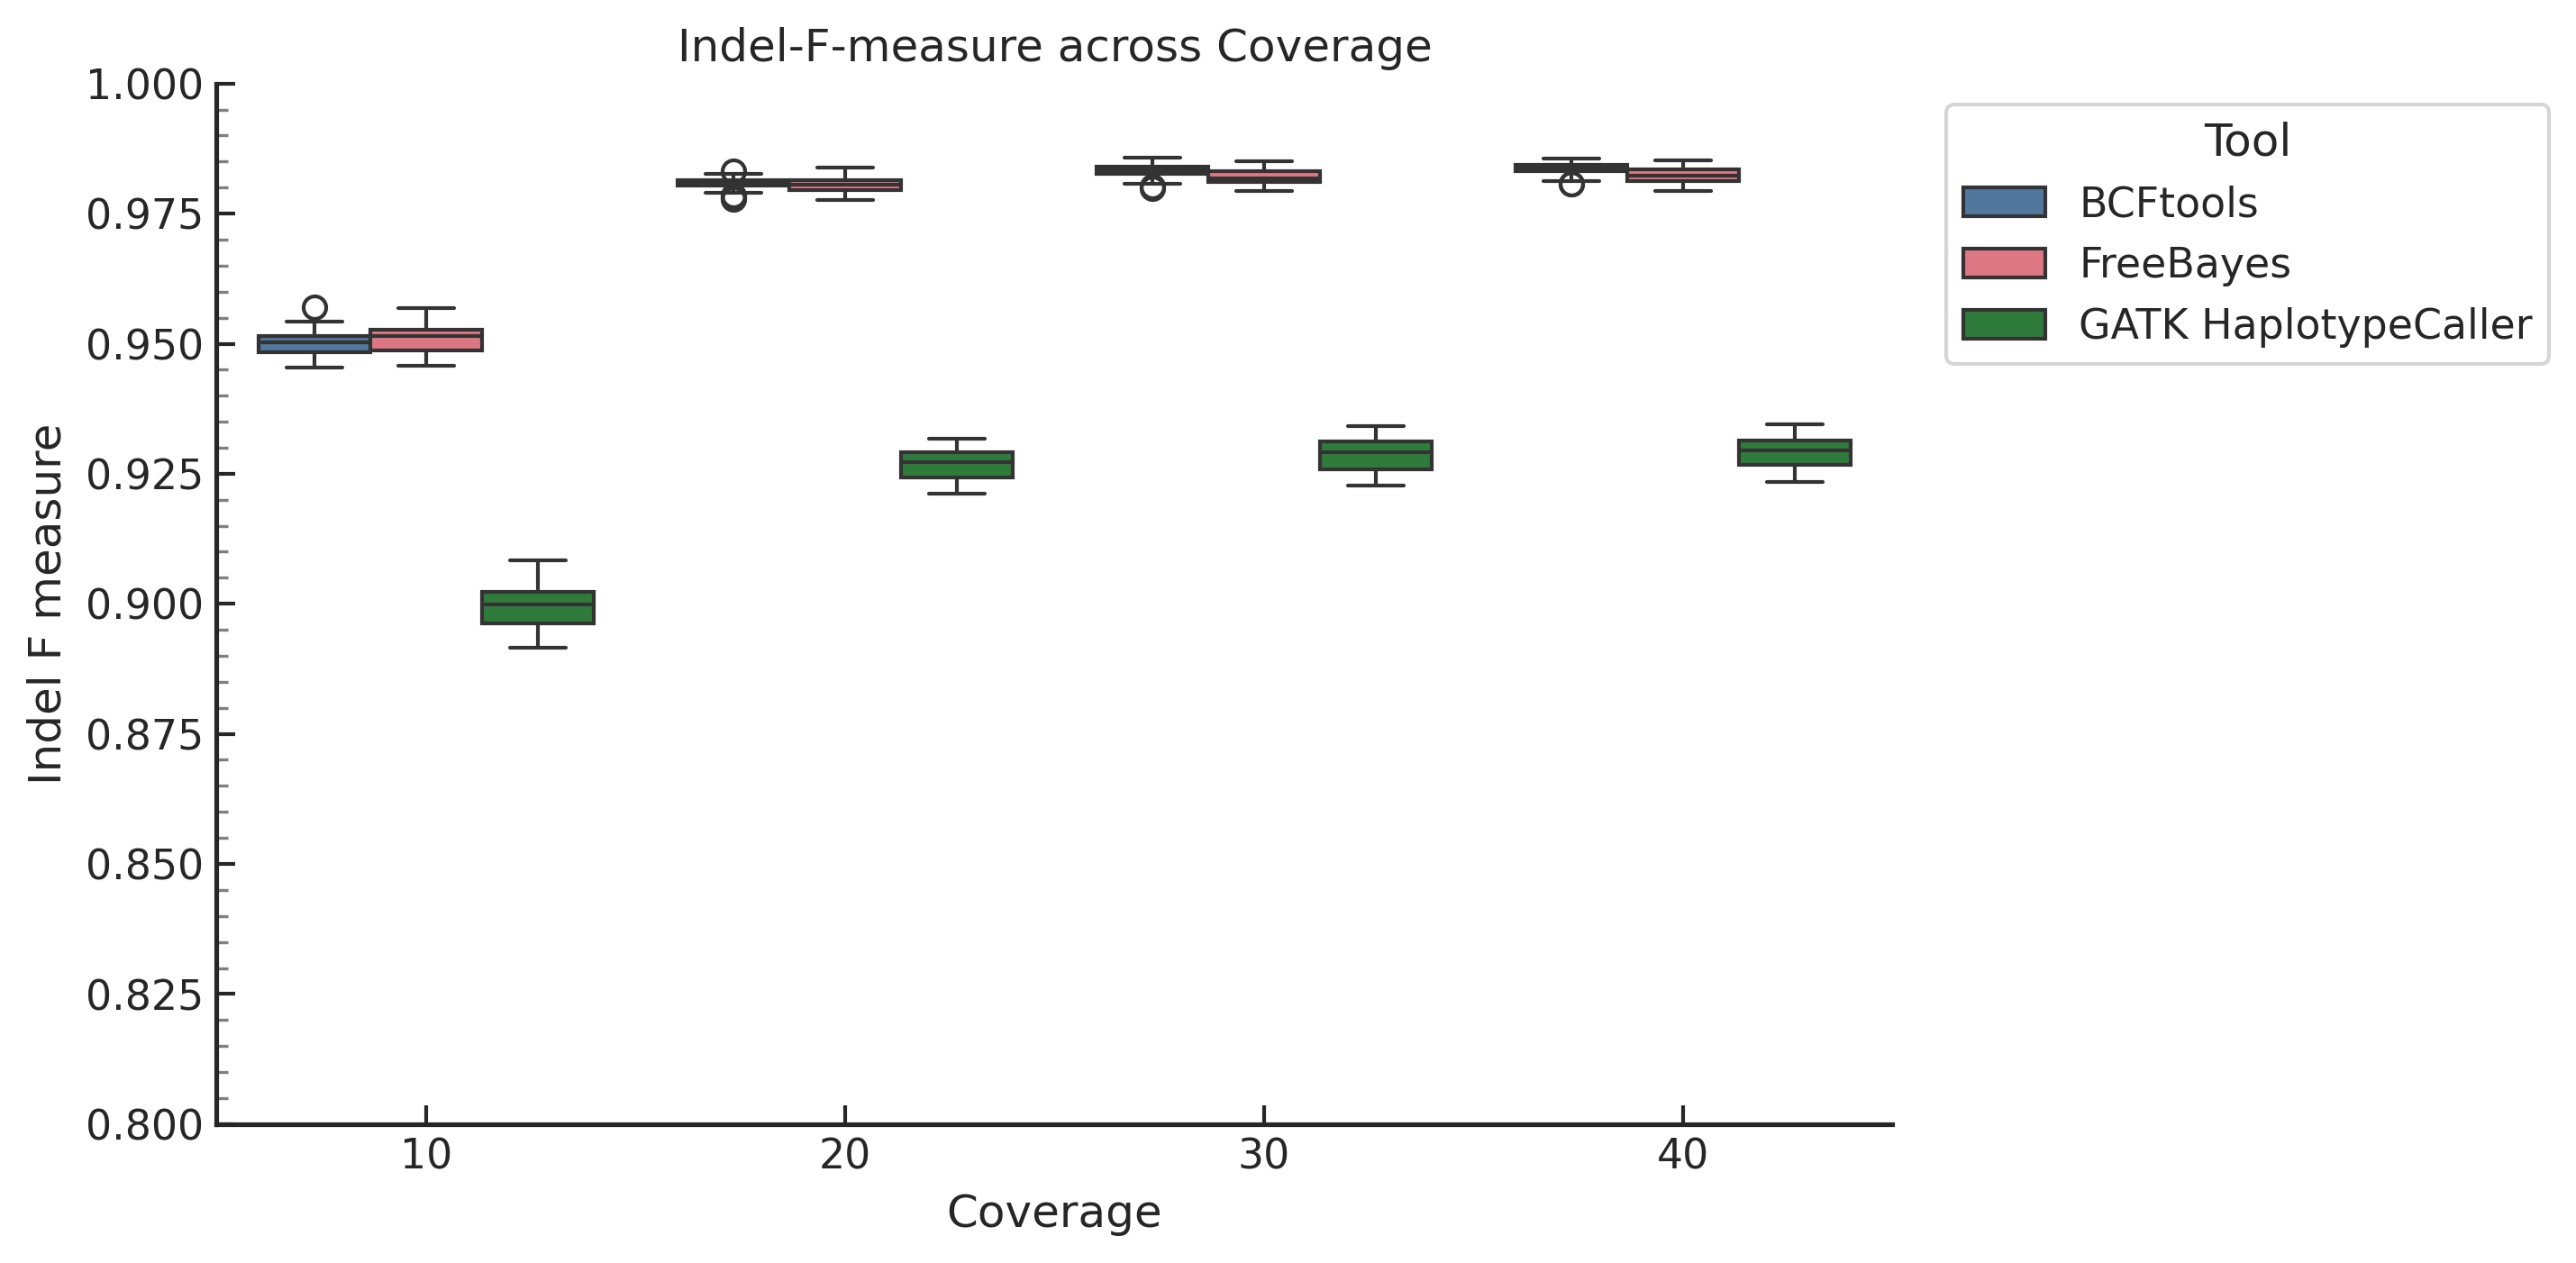 Indel-F-measure across Coverage
1.000
0.975
0.950
0.925
0.900
0.875
0.850
0.825
0.800
Indel F measure
10
20
30
40
Coverage
Tool
BCFtools
FreeBayes
GATK HaplotypeCaller